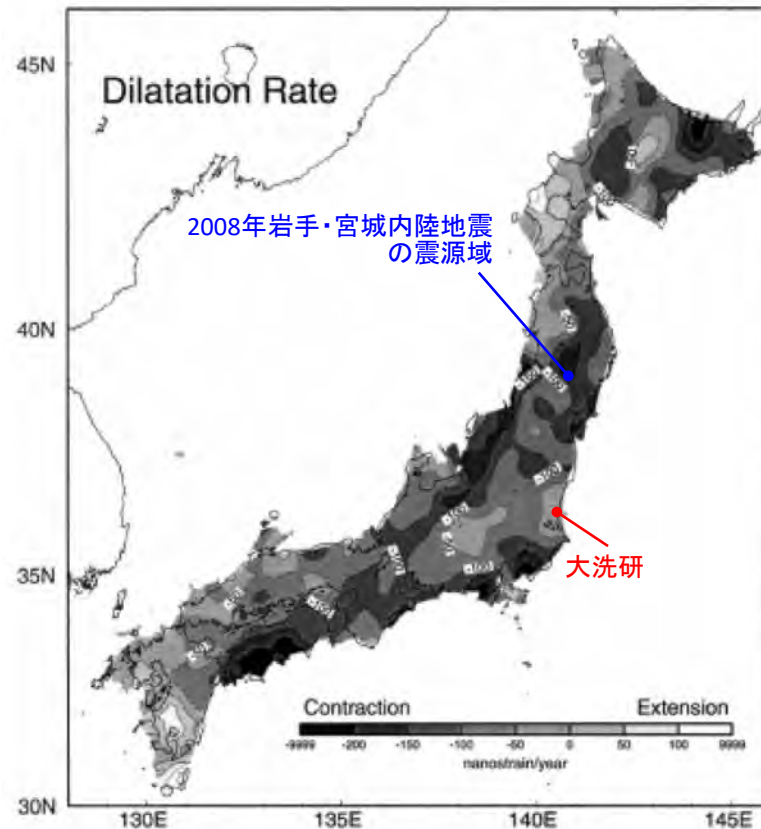 45N
Dilatation Rate
2008年岩手・宮城内陸地震
の震源域
40N
大洗研
35N
Contraction
Extension
-9999 -200 -150 -100 -50 0 50 100 9999
nanostrain/year
30N
130E 135E 140E 145E